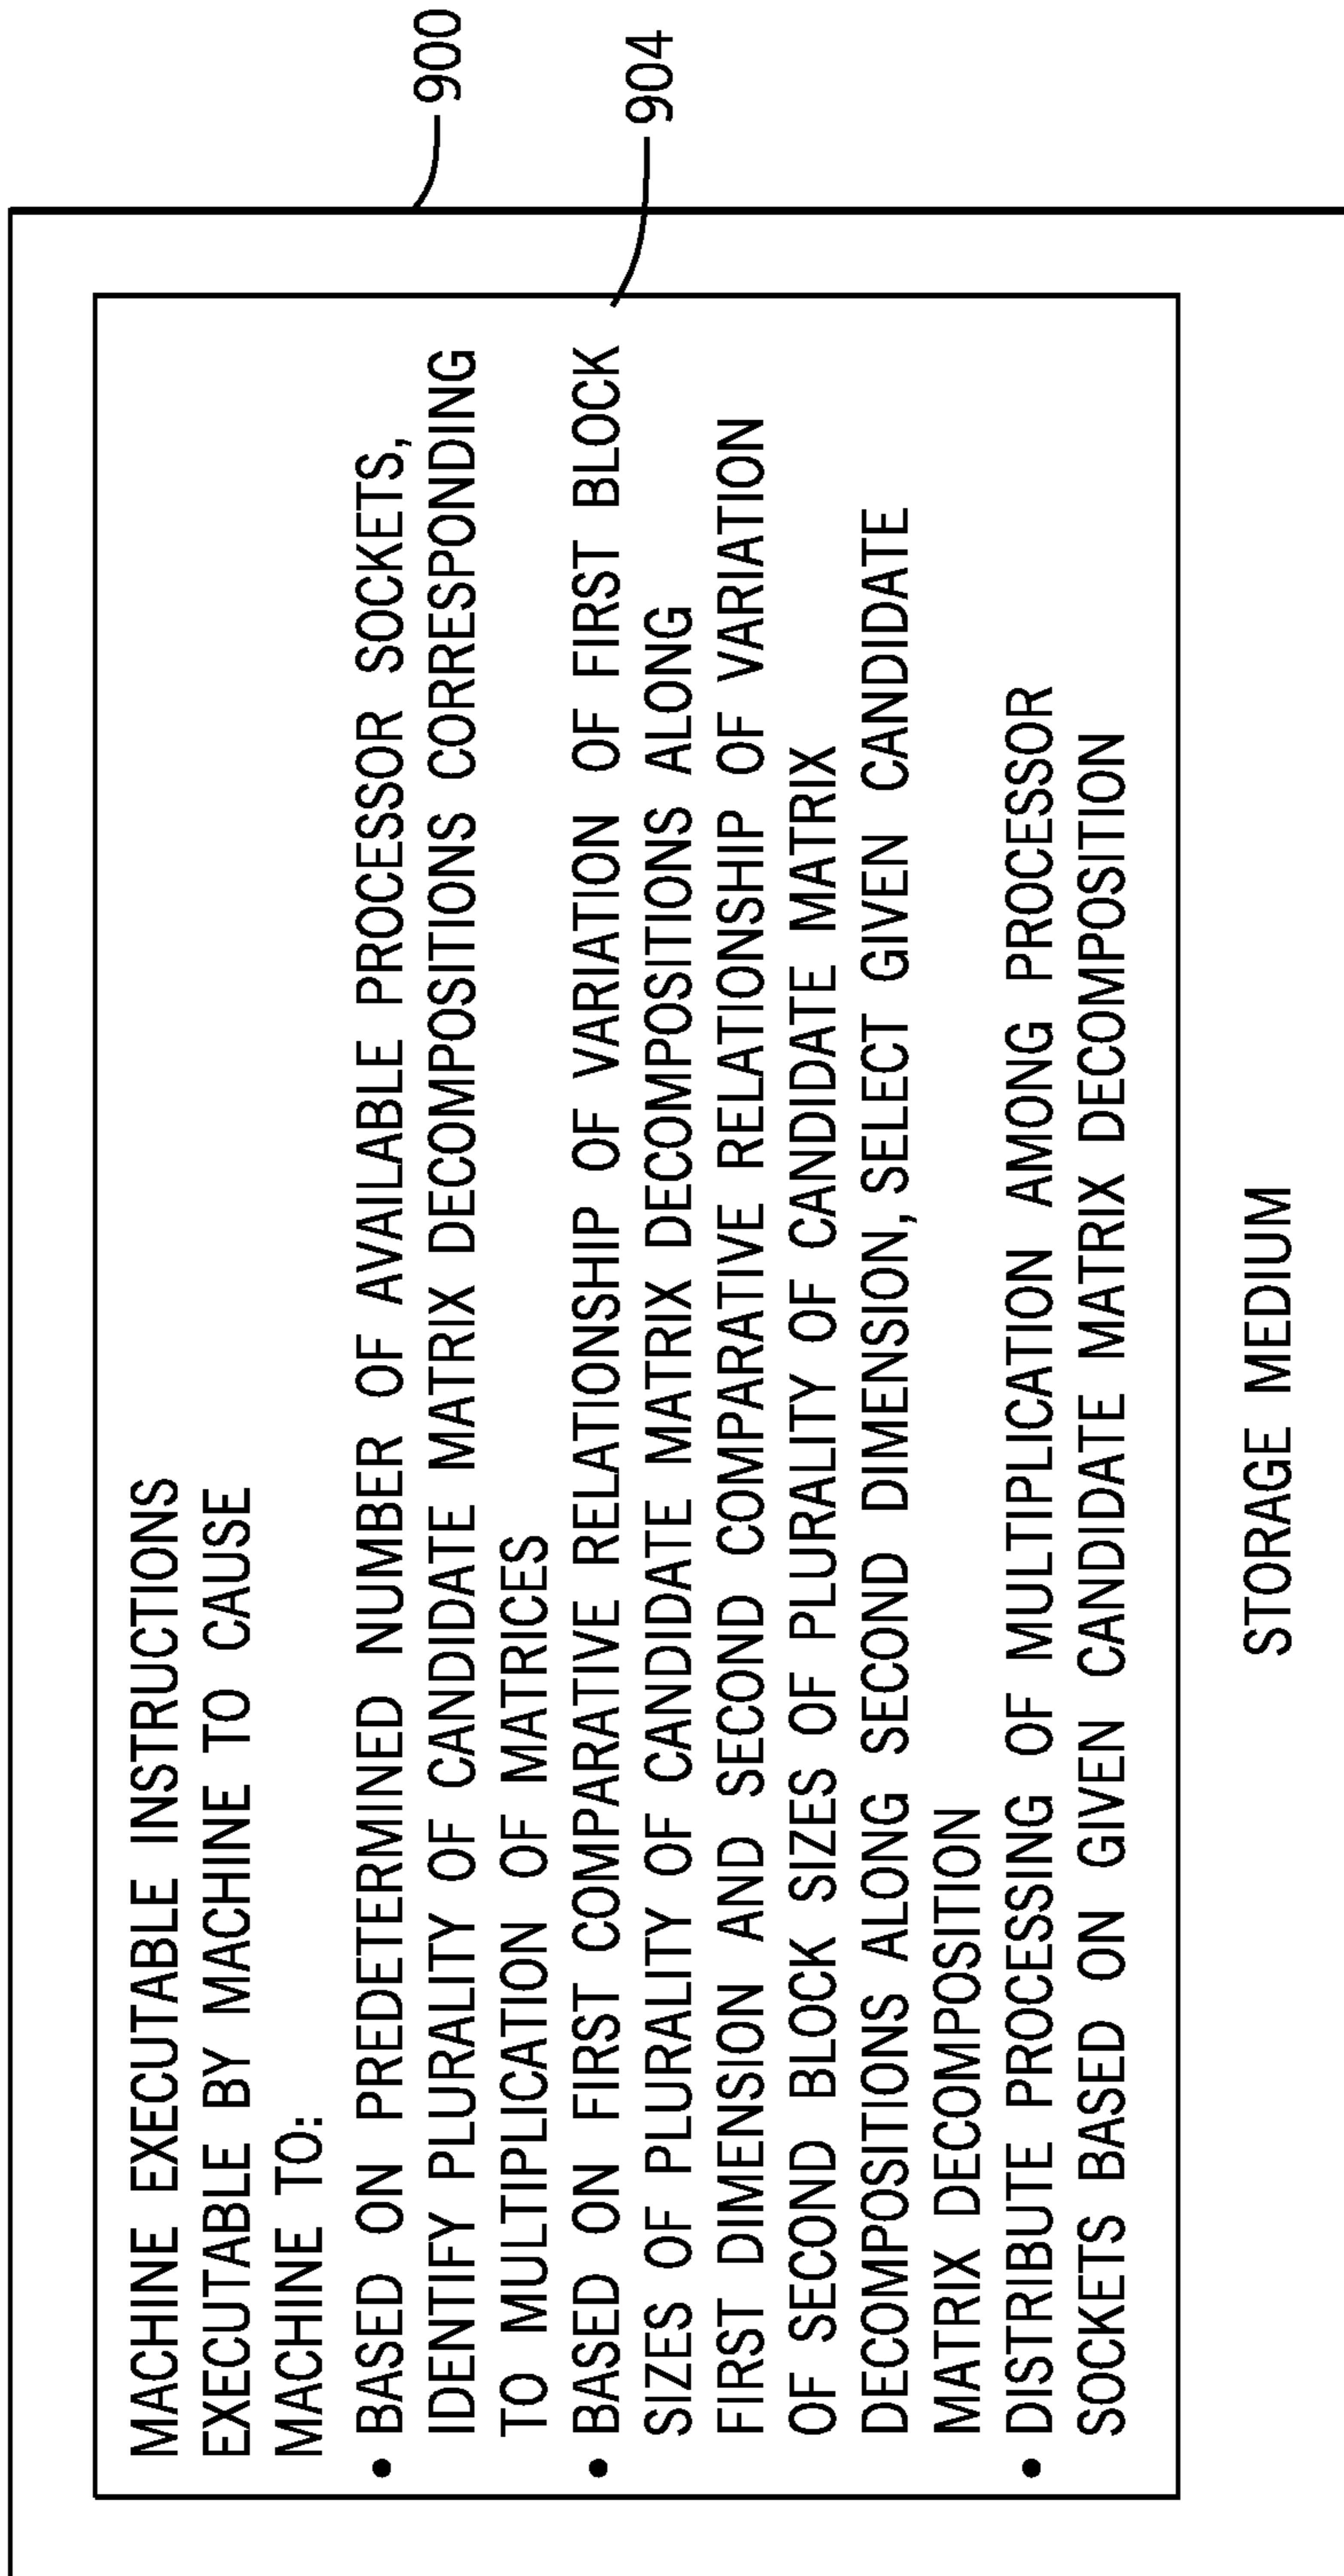 900
904
MACHINE EXECUTABLE INSTRUCTIONS
EXECUTABLE BY MACHINE TO CAUSE
MACHINE TO:
• BASED ON PREDETERMINED NUMBER OF AVAILABLE PROCESSOR SOCKETS,
IDENTIFY PLURALITY OF CANDIDATE MATRIX DECOMPOSITIONS CORRESPONDING
TO MULTIPLICATION OF MATRICES
• BASED ON FIRST COMPARATIVE RELATIONSHIP OF VARIATION OF FIRST BLOCK
SIZES OF PLURALITY OF CANDIDATE MATRIX DECOMPOSITIONS ALONG
FIRST DIMENSION AND SECOND COMPARATIVE RELATIONSHIP OF VARIATION
OF SECOND BLOCK SIZES OF PLURALITY OF CANDIDATE MATRIX
DECOMPOSITIONS ALONG SECOND DIMENSION, SELECT GIVEN CANDIDATE
MATRIX DECOMPOSITION
• DISTRIBUTE PROCESSING OF MULTIPLICATION AMONG PROCESSOR
SOCKETS BASED ON GIVEN CANDIDATE MATRIX DECOMPOSITION
STORAGE MEDIUM